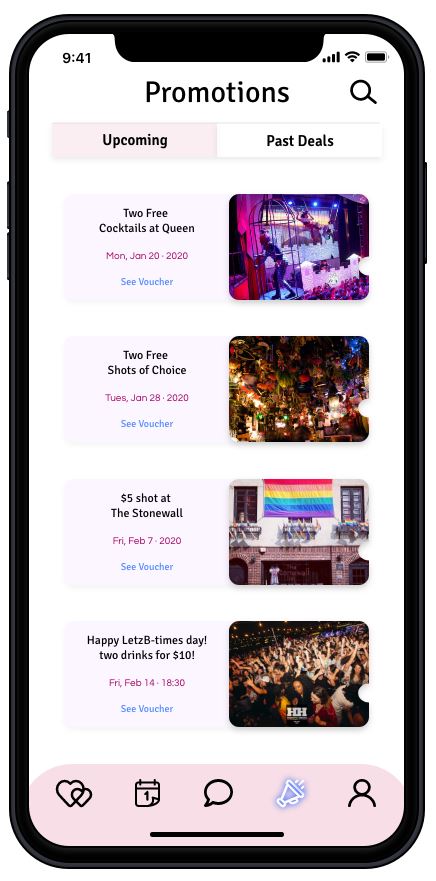 9:41
Promotions
Upcoming
Past Deals
Two Free
Cocktails at Queen
Mon, Jan 20 · 2020
See Voucher
Two Free
Shots of Choice
Tues, Jan 28 · 2020
See Voucher
$5 shot at
The Stonewall
Fri, Feb 7 · 2020
See Voucher
Happy LetzB-times day!
two drinks for $10!
Fri, Feb 14 · 18:30
See Voucher
HH
1